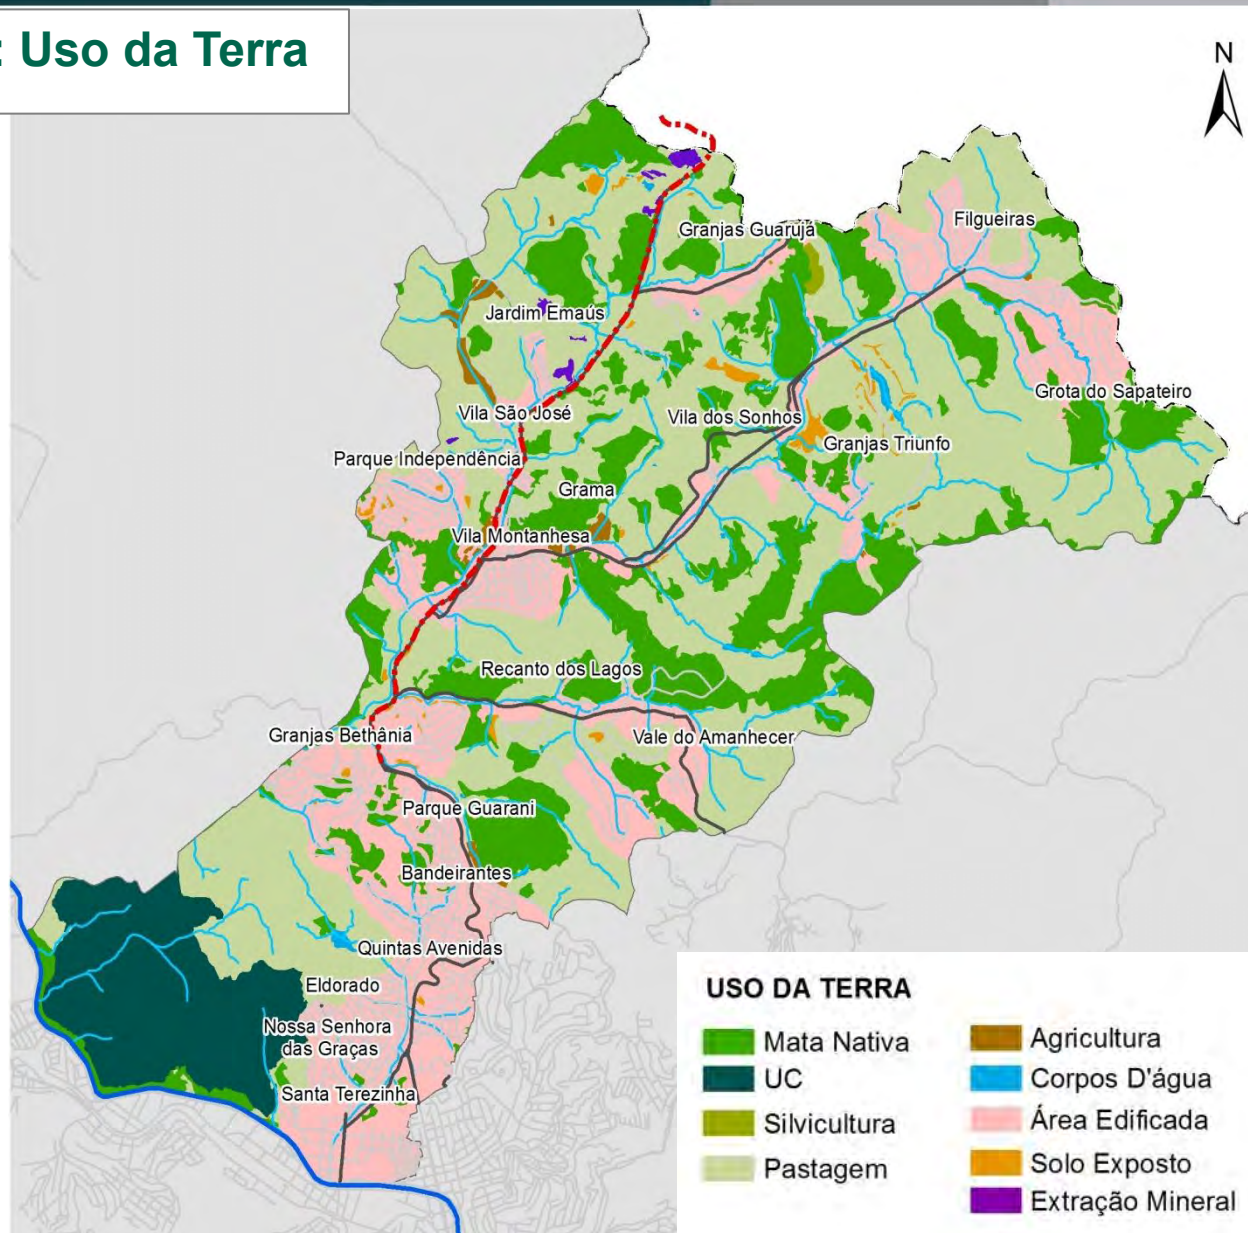 : Uso da Terra
N
Filgueiras
Granjas Guarujá
Jardim Emaús
Grota do Sapateiro
Vila São José
Vila dos Sonhos
Granjas Triunfo
Parque Independência
Grama
Vila Montanhesa
Recanto dos Lagos
Granjas Bethânia
Vale do Amanhecer
Parque Guarani
Bandeirantes
Quintas Avenidas
Eldorado
Nossa Senhora
das Graças
Santa Terezinha
USO DA TERRA
Mata Nativa
UC
Silvicultura
Pastagem
Agricultura
Corpos D'água
Área Edificada
Solo Exposto
Extração Mineral